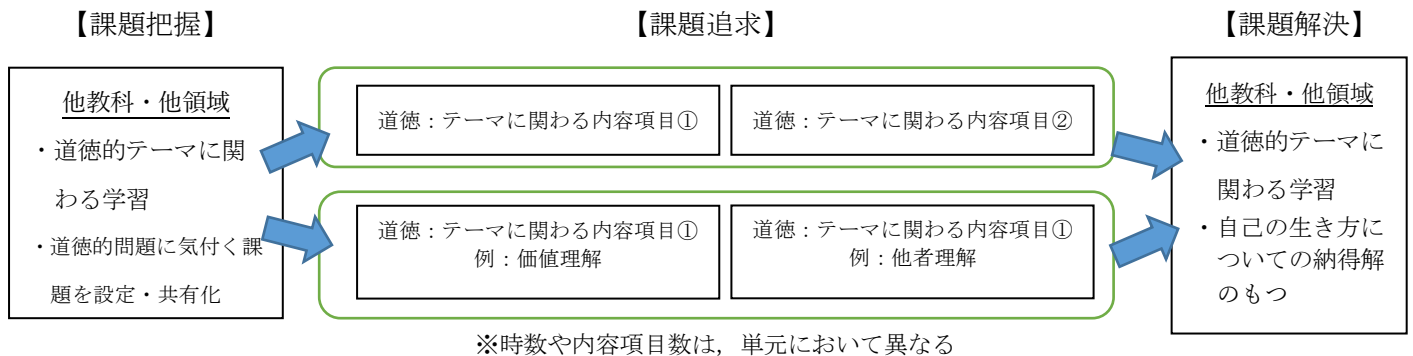 【課題把握】
【課題追求】
【課題解決】
他教科・他領域
・道徳的テーマに関
わる学習
・道徳的問題に気付く課
題を設定・共有化
道徳：テーマに関わる内容項目①
道徳：テーマに関わる内容項目②
道徳：テーマに関わる内容項目①
例：価値理解
道徳：テーマに関わる内容項目①
例：他者理解
他教科・他領域
・道徳的テーマに
関わる学習
・自己の生き方に
ついての納得解
のもつ
※時数や内容項目数は，単元において異なる